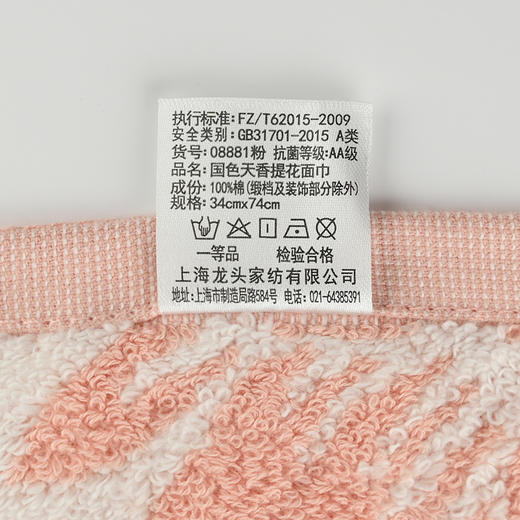 执行标准:FZ/T62015-2009
安全类别:GB31701-2015 A类
货号:08881粉 抗菌等级:AA级
品名:国色天香提花面巾
成份:100%棉(缎档及装饰部分除外)
规格:34cmx74cm
一等品 检验合格
上海龙头家纺有限公司
地址:上海市制造局路584号 电话:021-64385391